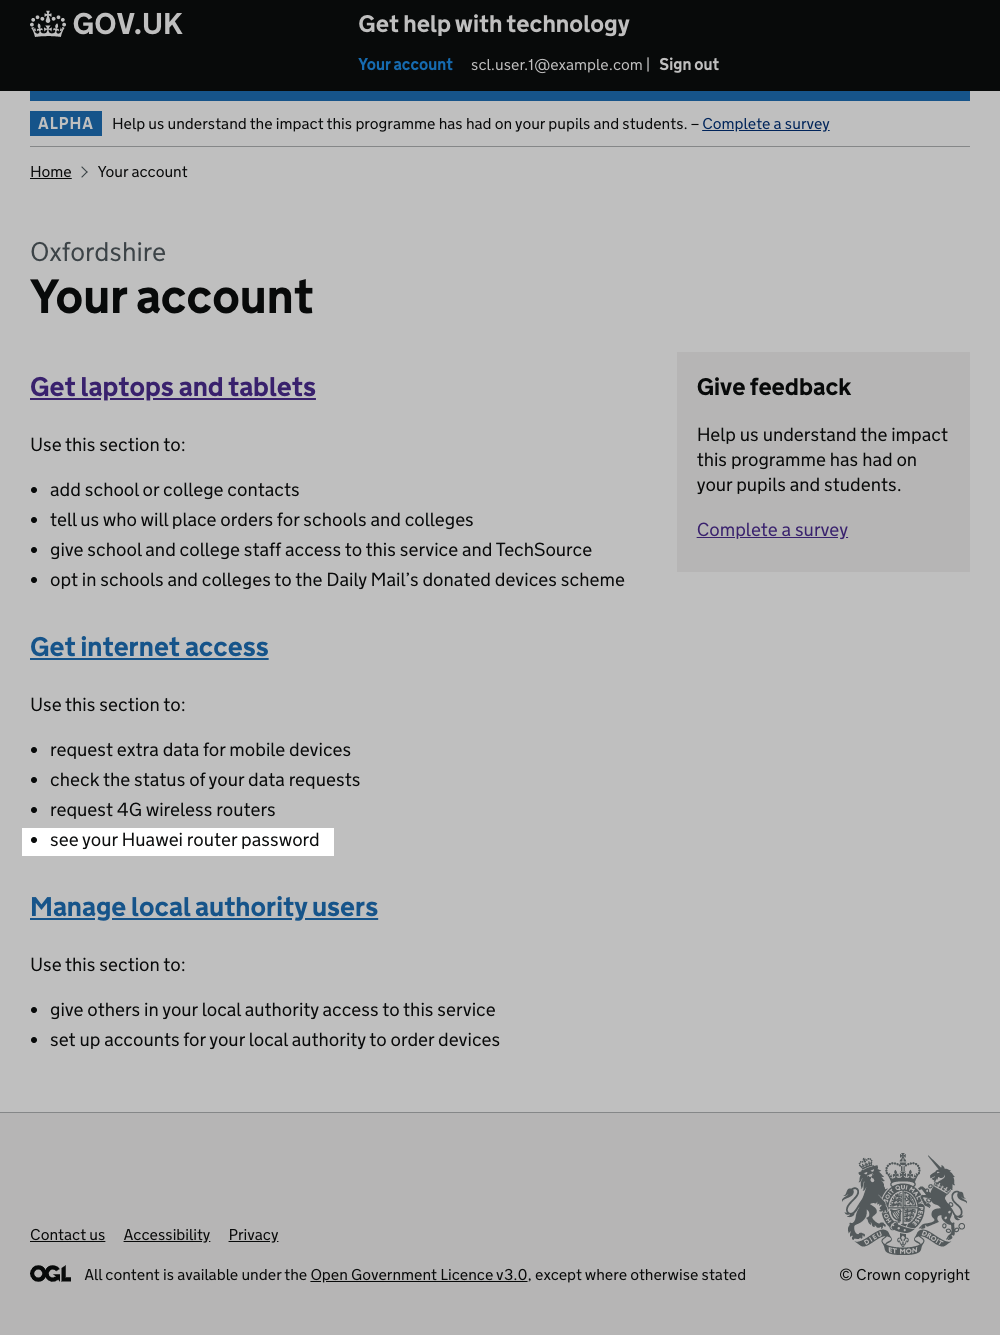 GOV.UK
Get help with technology
Your account scl.user.1@example.com | Sign out
ALPHA Help us understand the impact this programme has had on your pupils and students. – Complete a survey
Home > Your account
Oxfordshire
Your account
Get laptops and tablets
Use this section to:
• add school or college contacts
• tell us who will place orders for schools and colleges
• give school and college staff access to this service and TechSource
• opt in schools and colleges to the Daily Mail’s donated devices scheme
Get internet access
Use this section to:
• request extra data for mobile devices
• check the status of your data requests
• request 4G wireless routers
• see your Huawei router password
Manage local authority users
Use this section to:
• give others in your local authority access to this service
• set up accounts for your local authority to order devices
Give feedback
Help us understand the impact
this programme has had on
your pupils and students.
Complete a survey
Contact us Accessibility Privacy
OGL All content is available under the Open Government Licence v3.0, except where otherwise stated
DIEU ET MON DROIT
© Crown copyright